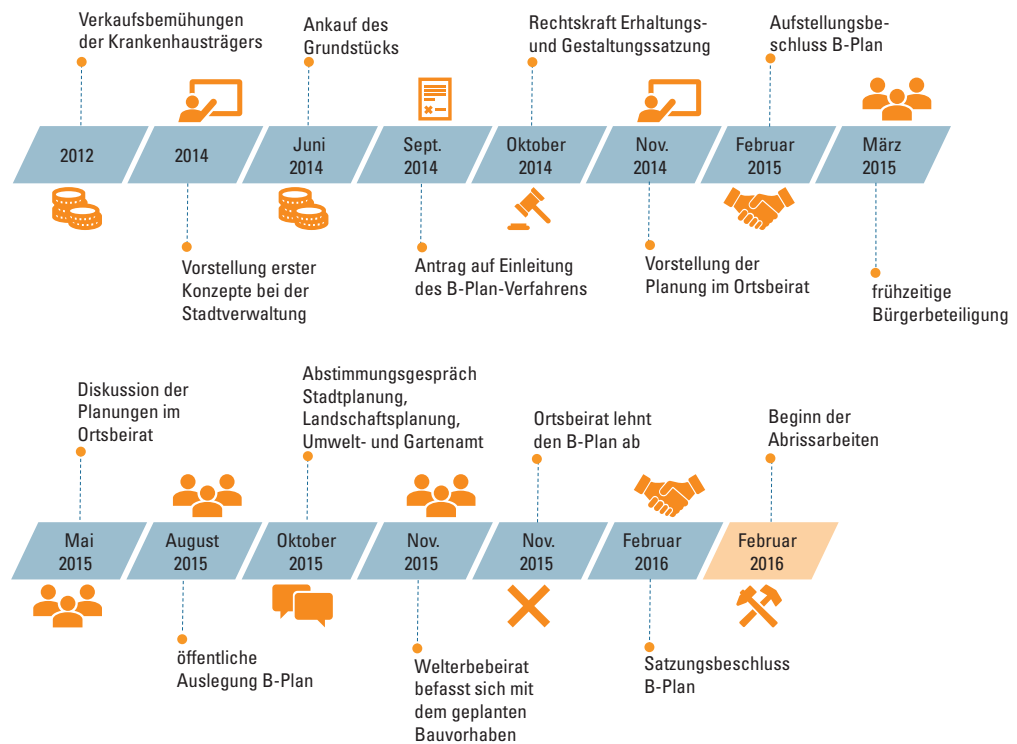 Verkaufsbemühungen
der Krankenhausträgers
Ankauf des
Grundstücks
Rechtskraft Erhaltungs-
und Gestaltungssatzung
Aufstellungsbe-
schluss B-Plan
2012
2014
Juni
2014
Sept.
2014
Oktober
2014
Nov.
2014
Februar
2015
März
2015
Vorstellung erster
Konzepte bei der
Stadtverwaltung
Antrag auf Einleitung
des B-Plan-Verfahrens
Vorstellung der
Planung im Ortsbeirat
frühzeitige
Bürgerbeteiligung
Diskussion der
Planungen im
Ortsbeirat
Abstimmungsgespräch
Stadtplanung,
Landschaftsplanung,
Umwelt- und Gartenamt
Ortsbeirat lehnt
den B-Plan ab
Beginn der
Abrissarbeiten
Mai
2015
August
2015
Oktober
2015
Nov.
2015
Nov.
2015
Februar
2016
Februar
2016
öffentliche
Auslegung B-Plan
Welterbebeirat
befasst sich mit
dem geplanten
Bauvorhaben
Satzungsbeschluss
B-Plan